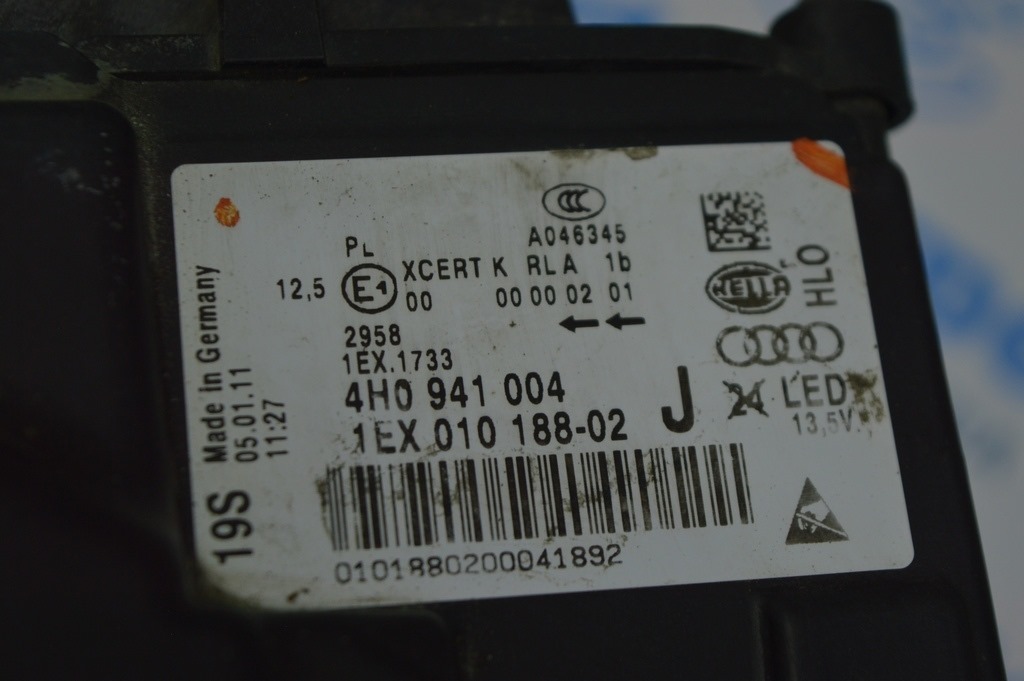 A046345
PL
XCERT K RLA 1b
12,5 E1 00 00 00 02 01
2958
1EX.1733
4H0 941 004
1EX 010 188-02 J
24 LED
13,5V
HELLA
HLO
Made in Germany
05.01.11
11:27
19S
0101880200041892